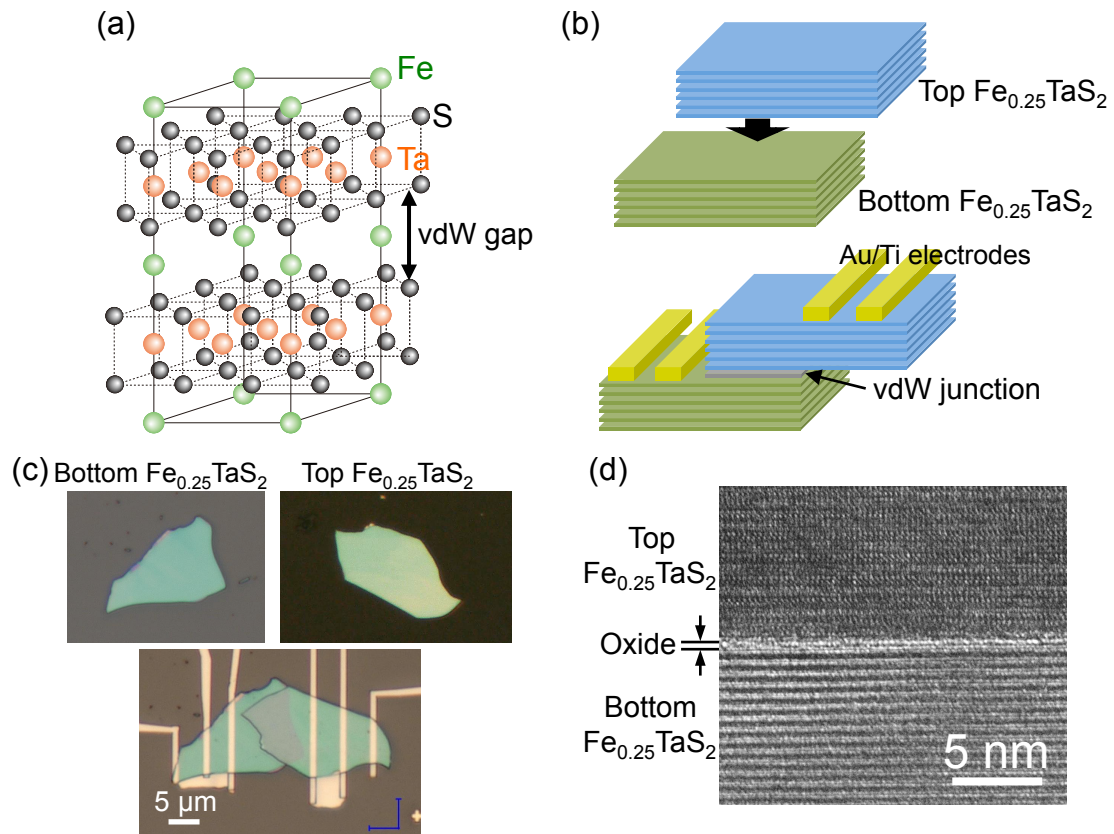 (a)
Fe
S
Ta
vdW gap
(b)
Top Fe₀.₂₅TaS₂
Bottom Fe₀.₂₅TaS₂
Au/Ti electrodes
vdW junction
(c)
Bottom Fe₀.₂₅TaS₂
Top Fe₀.₂₅TaS₂
5 μm
(d)
Top
Fe₀.₂₅TaS₂
Oxide
Bottom
Fe₀.₂₅TaS₂
5 nm